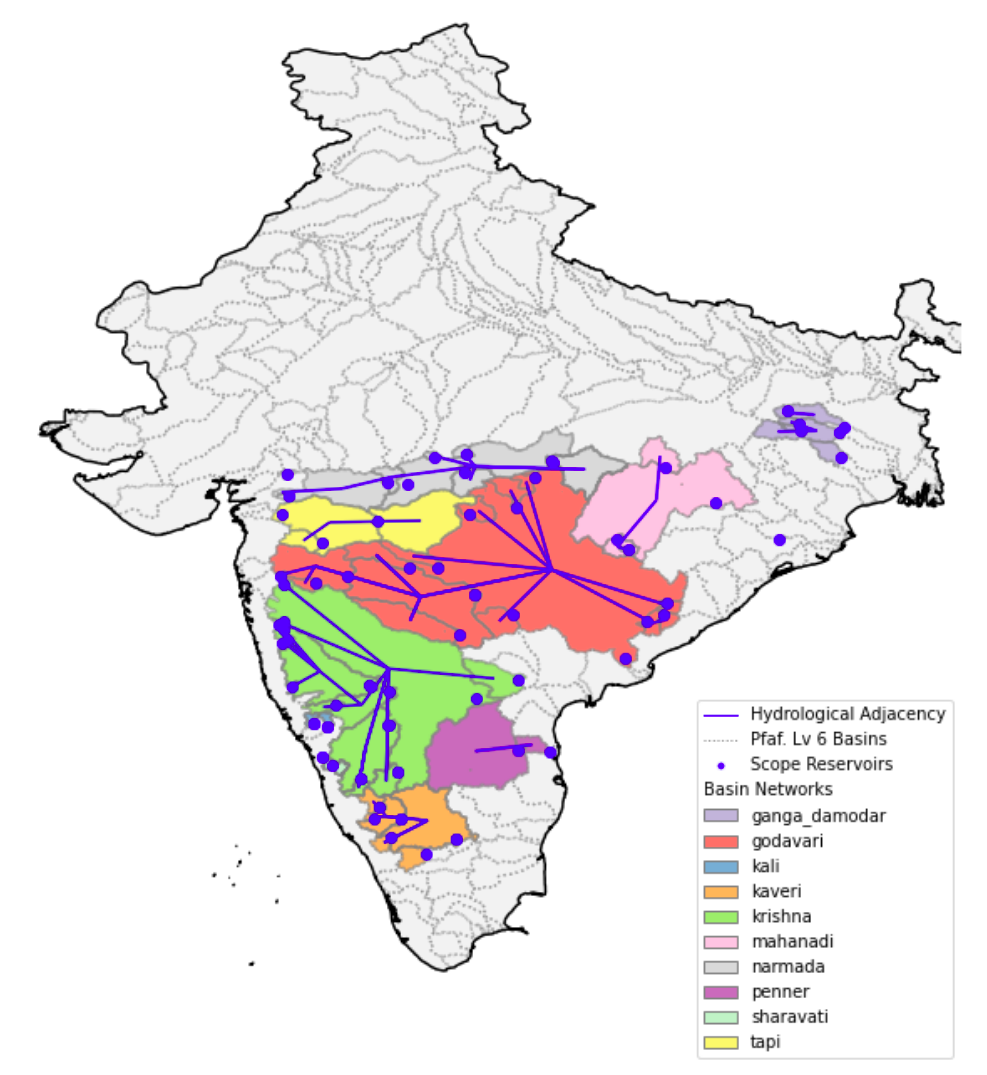 Hydrological Adjacency
Pfaf. Lv 6 Basins
Scope Reservoirs
Basin Networks
ganga_damodar
godavari
kali
kaveri
krishna
mahanadi
narmada
penner
sharavati
tapi